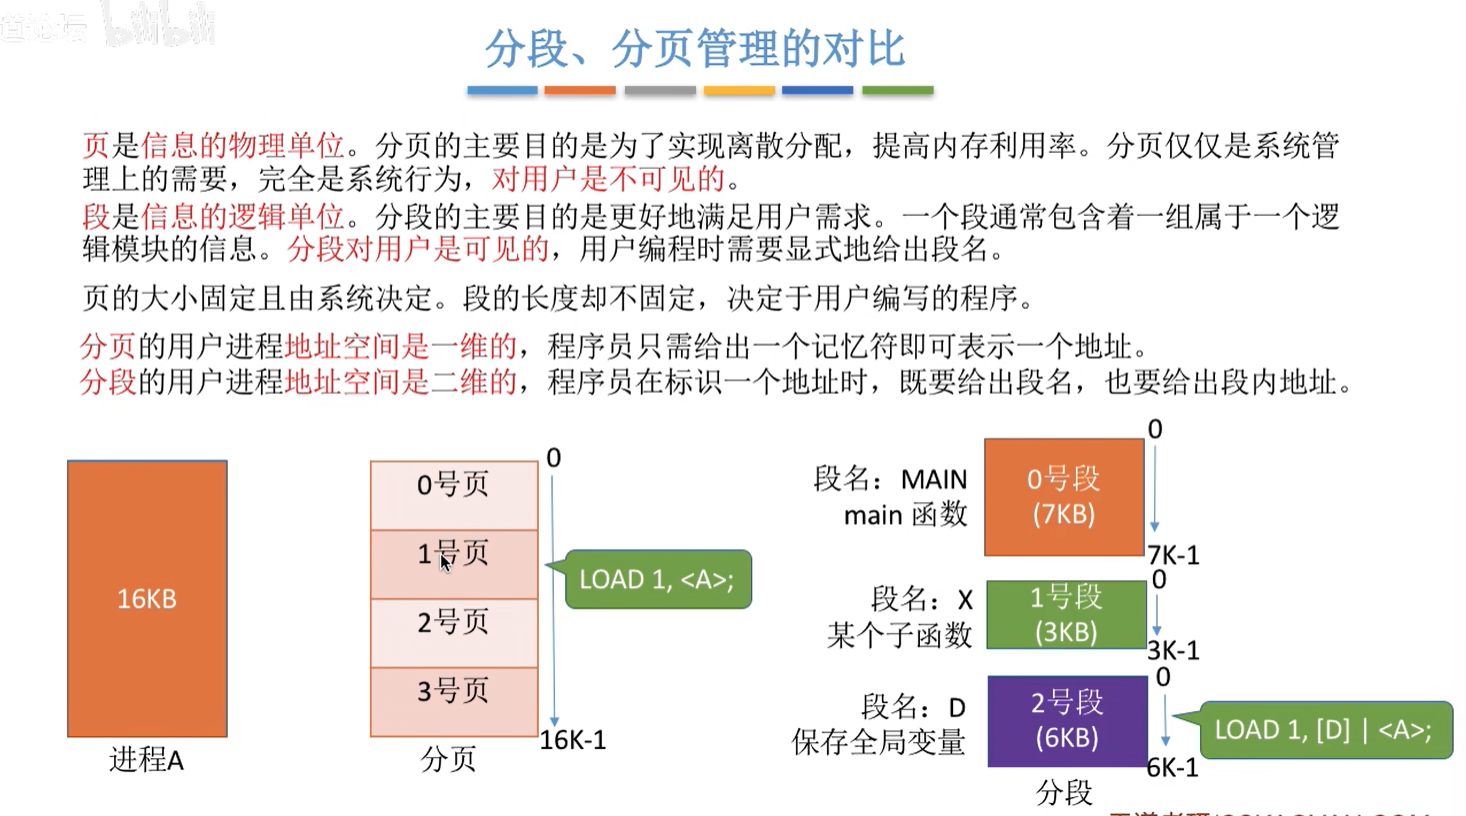 bilibili
分段、分页管理的对比
页是信息的物理单位。分页的主要目的是为了实现离散分配，提高内存利用率。分页仅仅是系统管
理上的需要，完全是系统行为，对用户是不可见的。
段是信息的逻辑单位。分段的主要目的是更好地满足用户需求。一个段通常包含着一组属于一个逻
辑模块的信息。分段对用户是可见的，用户编程时需要显式地给出段名。
页的大小固定且由系统决定。段的长度却不固定，决定于用户编写的程序。
分页的用户进程地址空间是一维的，程序员只需给出一个记忆符即可表示一个地址。
分段的用户进程地址空间是二维的，程序员在标识一个地址时，既要给出段名，也要给出段内地址。
16KB
进程A
0号页
1号页
2号页
3号页
分页
0
16K-1
LOAD 1, <A>;
段名：MAIN
main 函数
0号段
(7KB)
0
7K-1
段名：X
某个子函数
1号段
(3KB)
0
3K-1
段名：D
保存全局变量
2号段
(6KB)
0
6K-1
LOAD 1, [D] | <A>;
分段